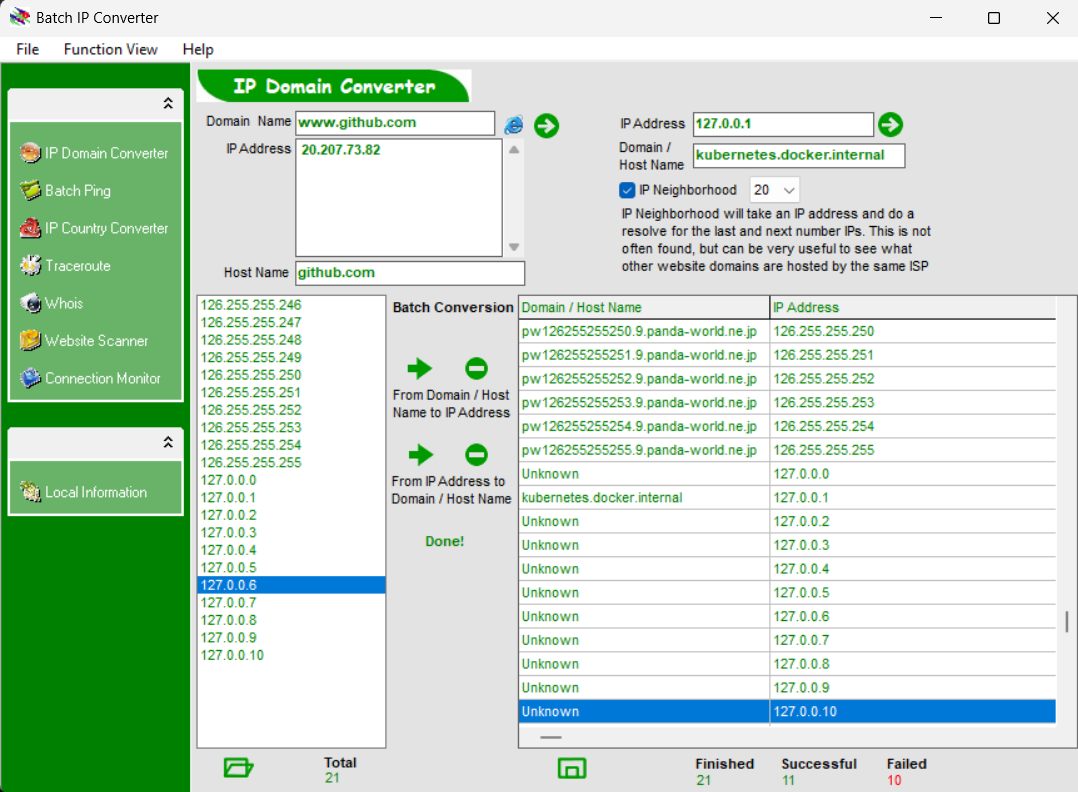 Batch IP Converter
File Function View Help
IP Domain Converter
Batch Ping
IP Country Converter
Traceroute
Whois
Website Scanner
Connection Monitor
Local Information
IP Domain Converter
Domain Name www.github.com
IP Address 20.207.73.82
Host Name github.com
IP Address 127.0.0.1
Domain /
Host Name kubernetes.docker.internal
IP Neighborhood 20
IP Neighborhood will take an IP address and do a
resolve for the last and next number IPs. This is not
often found, but can be very useful to see what
other website domains are hosted by the same ISP
126.255.255.246
126.255.255.247
126.255.255.248
126.255.255.249
126.255.255.250
126.255.255.251
126.255.255.252
126.255.255.253
126.255.255.254
126.255.255.255
127.0.0.0
127.0.0.1
127.0.0.2
127.0.0.3
127.0.0.4
127.0.0.5
127.0.0.6
127.0.0.7
127.0.0.8
127.0.0.9
127.0.0.10
Total
21
Batch Conversion
From Domain / Host
Name to IP Address
From IP Address to
Domain / Host Name
Done!
Domain / Host Name IP Address
pw126255255250.9.panda-world.ne.jp 126.255.255.250
pw126255255251.9.panda-world.ne.jp 126.255.255.251
pw126255255252.9.panda-world.ne.jp 126.255.255.252
pw126255255253.9.panda-world.ne.jp 126.255.255.253
pw126255255254.9.panda-world.ne.jp 126.255.255.254
pw126255255255.9.panda-world.ne.jp 126.255.255.255
Unknown 127.0.0.0
kubernetes.docker.internal 127.0.0.1
Unknown 127.0.0.2
Unknown 127.0.0.3
Unknown 127.0.0.4
Unknown 127.0.0.5
Unknown 127.0.0.6
Unknown 127.0.0.7
Unknown 127.0.0.8
Unknown 127.0.0.9
Unknown 127.0.0.10
Finished Successful Failed
21 11 10